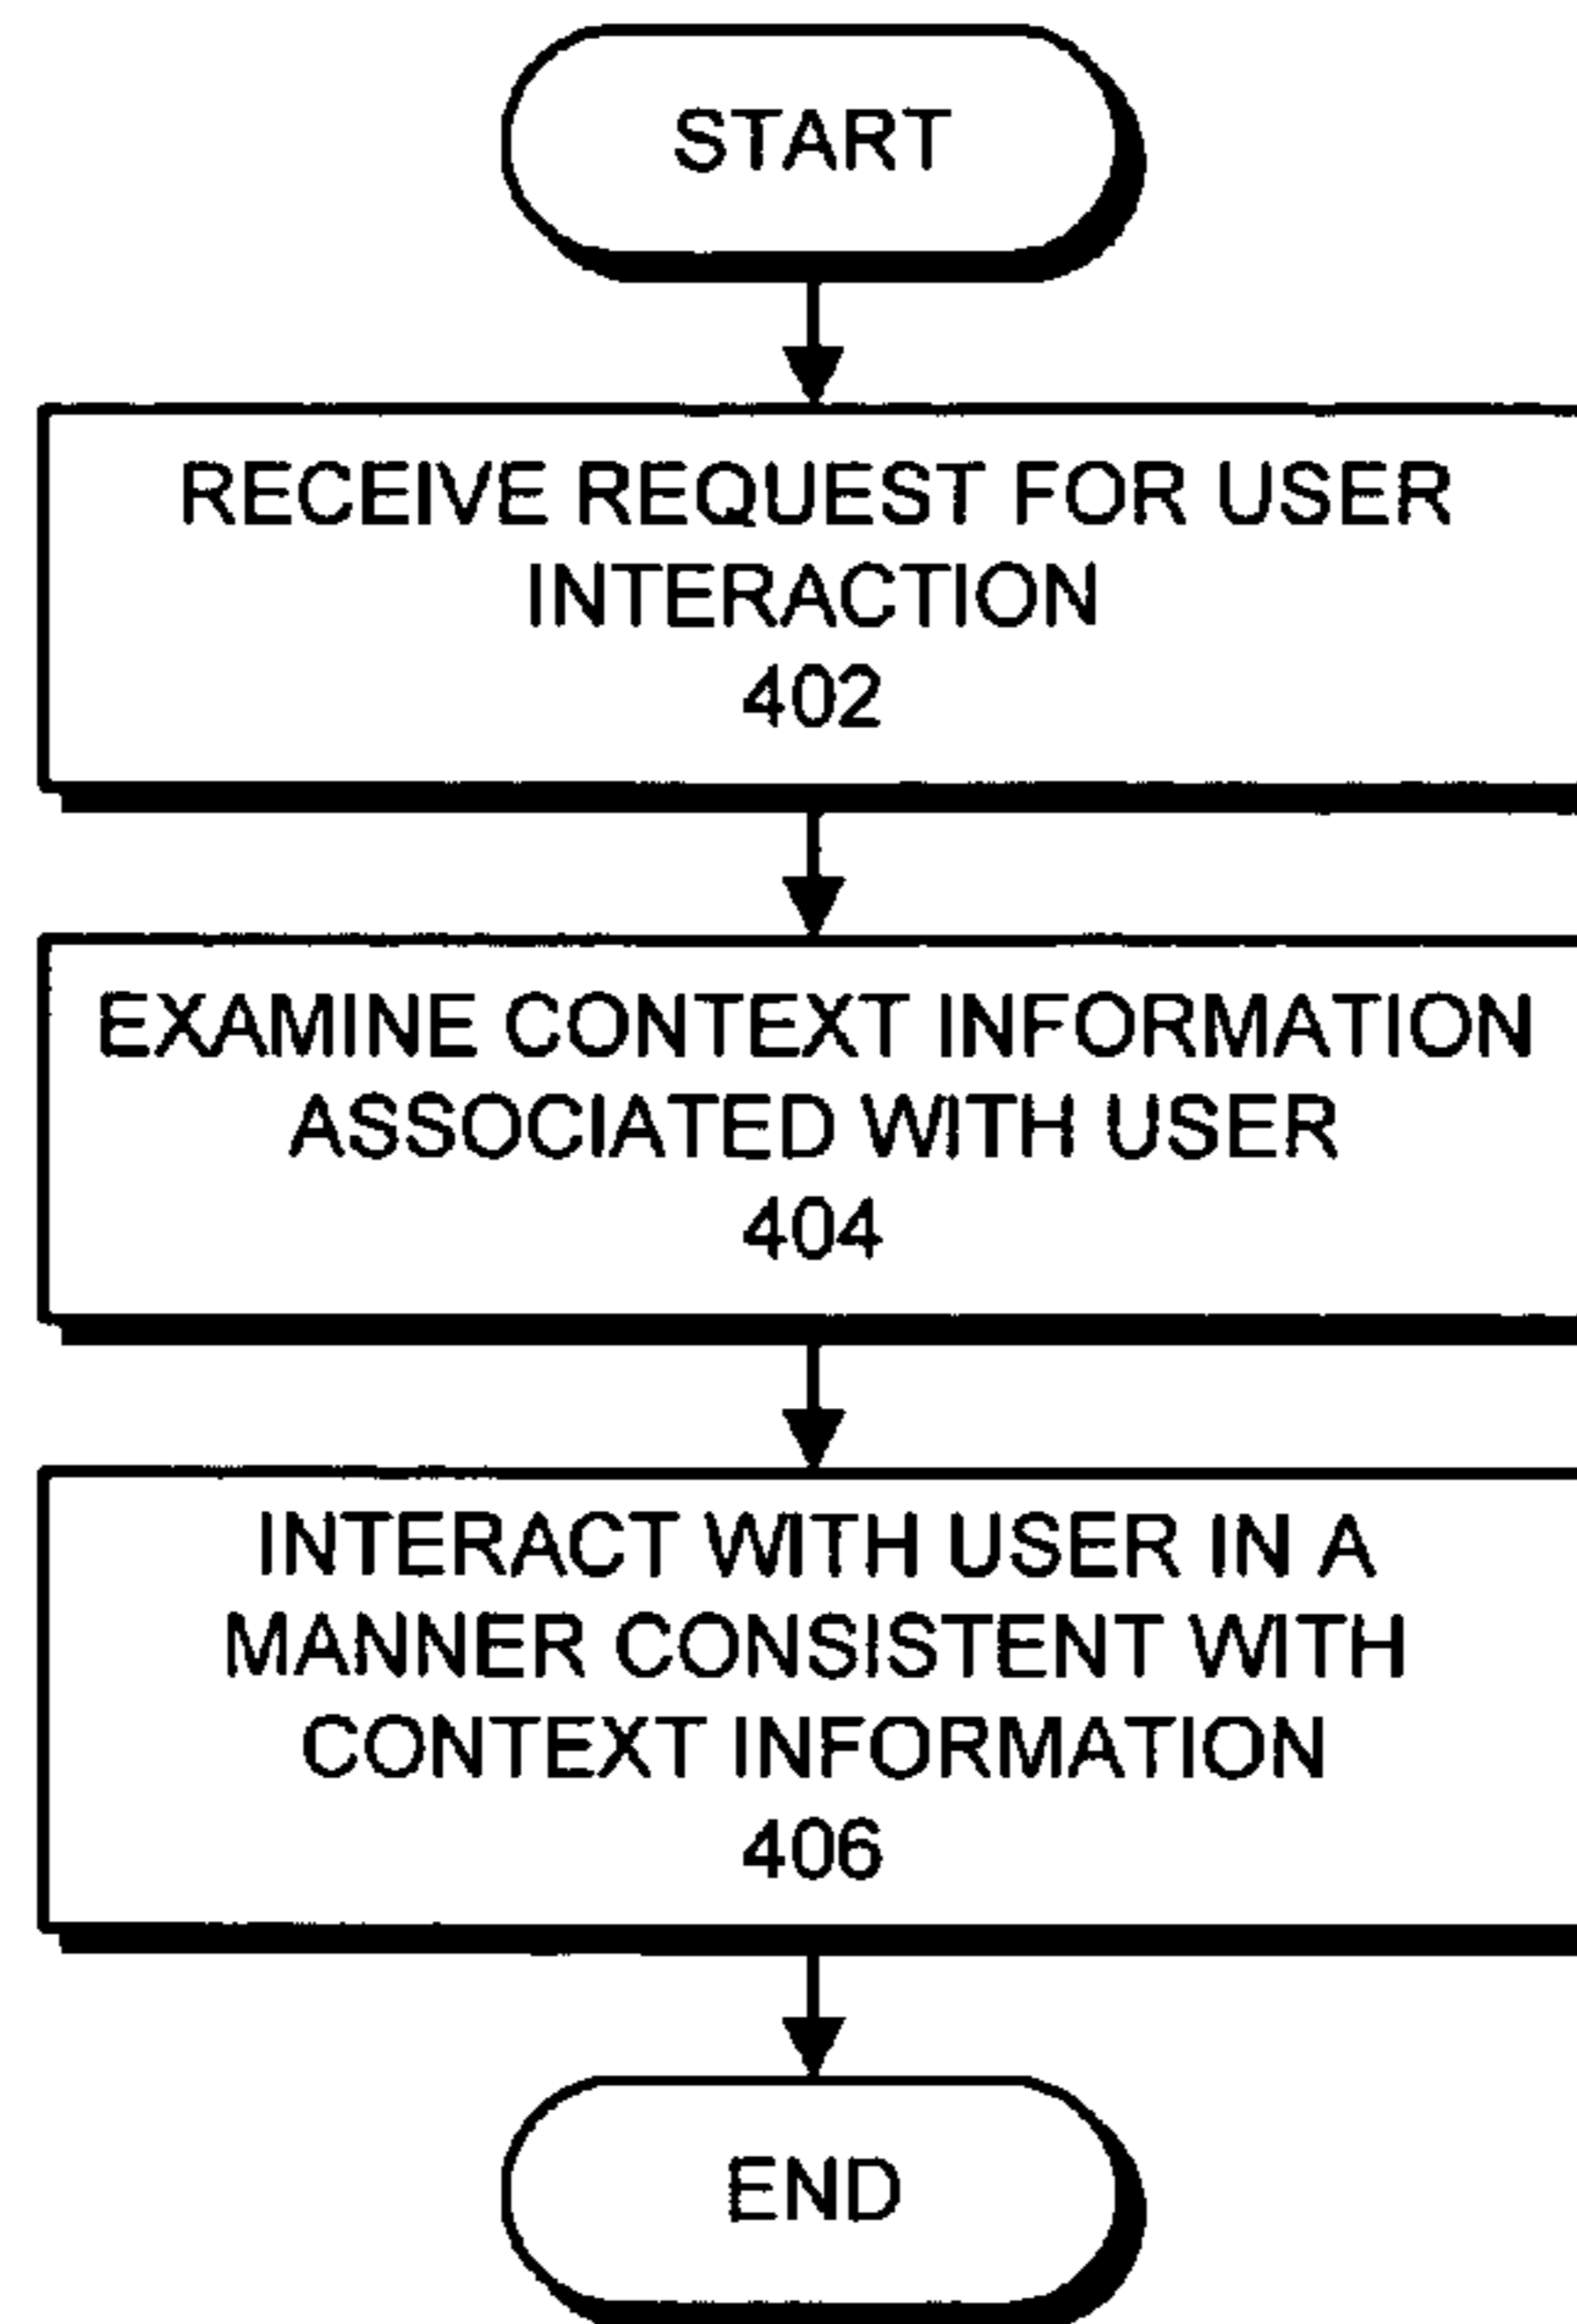 START
RECEIVE REQUEST FOR USER
INTERACTION
402
EXAMINE CONTEXT INFORMATION
ASSOCIATED WITH USER
404
INTERACT WITH USER IN A
MANNER CONSISTENT WITH
CONTEXT INFORMATION
406
END